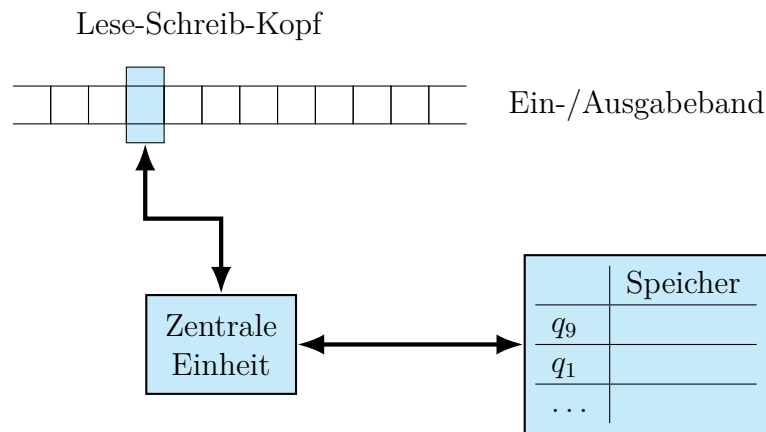 Lese-Schreib-Kopf
Ein-/Ausgabeband
Zentrale
Einheit
Speicher
q₉
q₁
...